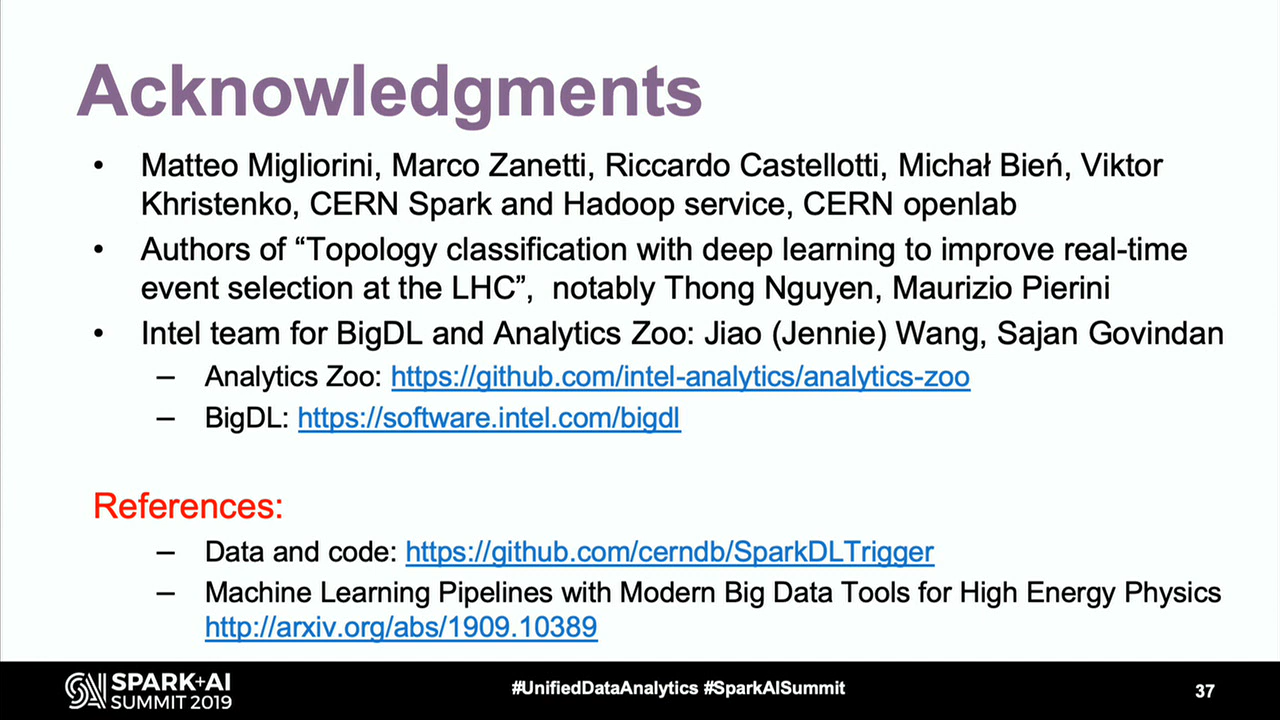 Acknowledgments
• Matteo Migliorini, Marco Zanetti, Riccardo Castellotti, Michał Bień, Viktor
Khristenko, CERN Spark and Hadoop service, CERN openlab
• Authors of “Topology classification with deep learning to improve real-time
event selection at the LHC”, notably Thong Nguyen, Maurizio Pierini
• Intel team for BigDL and Analytics Zoo: Jiao (Jennie) Wang, Sajan Govindan
– Analytics Zoo: https://github.com/intel-analytics/analytics-zoo
– BigDL: https://software.intel.com/bigdl
References:
– Data and code: https://github.com/cerndb/SparkDLTrigger
– Machine Learning Pipelines with Modern Big Data Tools for High Energy Physics
http://arxiv.org/abs/1909.10389
SPARK+AI
SUMMIT 2019
#UnifiedDataAnalytics #SparkAISummit
37